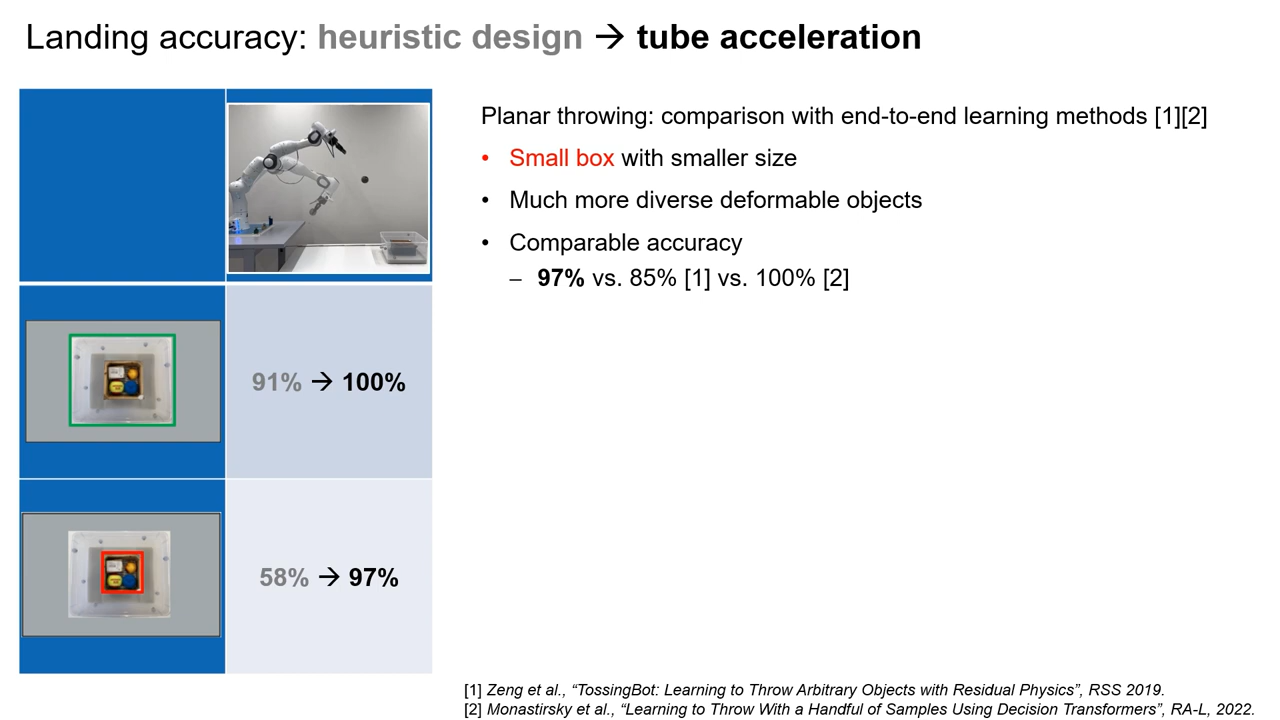 Landing accuracy: heuristic design → tube acceleration
Planar throwing: comparison with end-to-end learning methods [1][2]
• Small box with smaller size
• Much more diverse deformable objects
• Comparable accuracy
– 97% vs. 85% [1] vs. 100% [2]
91% → 100%
58% → 97%
[1] Zeng et al., “TossingBot: Learning to Throw Arbitrary Objects with Residual Physics”, RSS 2019.
[2] Monastirsky et al., “Learning to Throw With a Handful of Samples Using Decision Transformers”, RA-L, 2022.